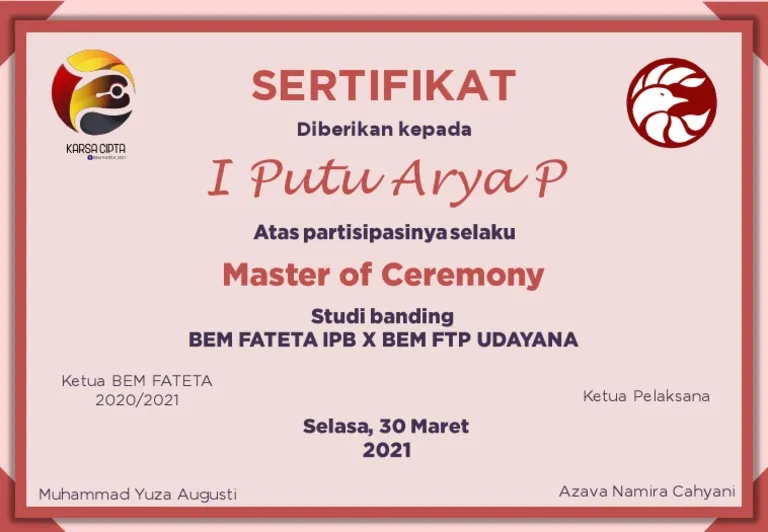 SERTIFIKAT
KARSA CIPTA
Diberikan kepada
I Putu Arya P
Atas partisipasinya selaku
Master of Ceremony
Studi banding
BEM FATETA IPB X BEM FTP UDAYANA
Ketua BEM FATETA
2020/2021
Ketua Pelaksana
Selasa, 30 Maret
2021
Muhammad Yuza Augusti
Azava Namira Cahyani